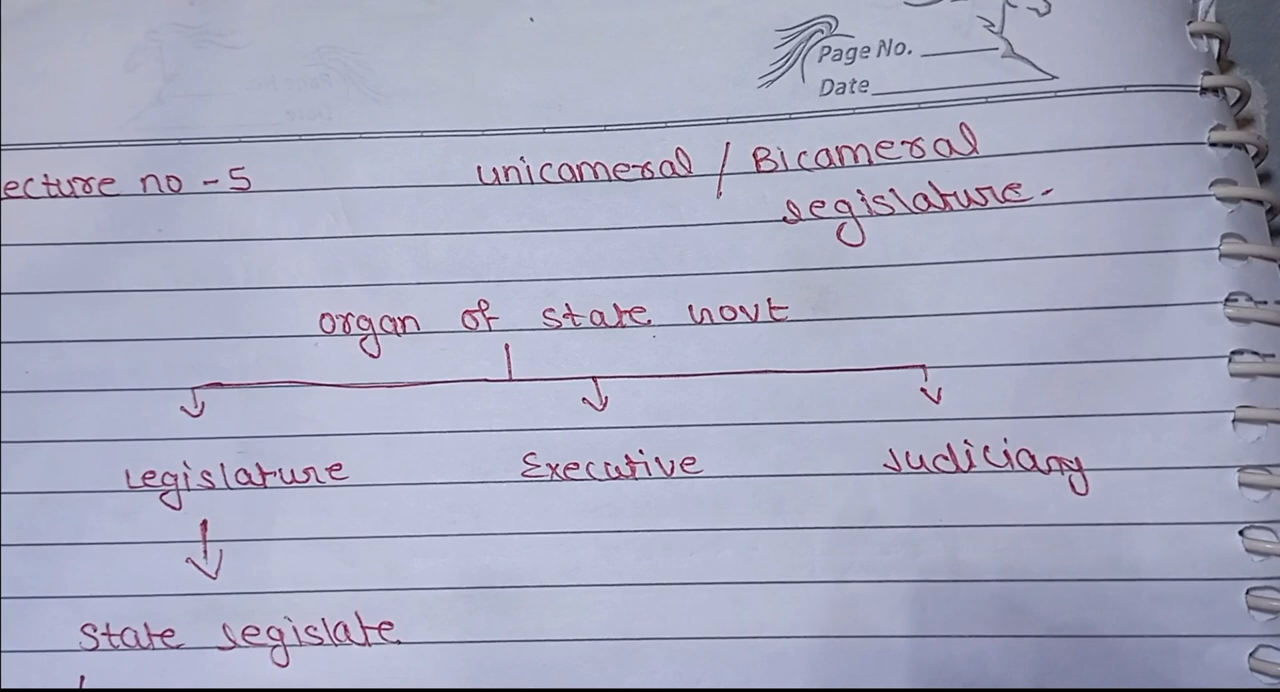 Page No.
Date
ecture no - 5 unicameral / Bicameral
legislature.
organ of state Govt
Legislature Executive Judiciary
state legislate